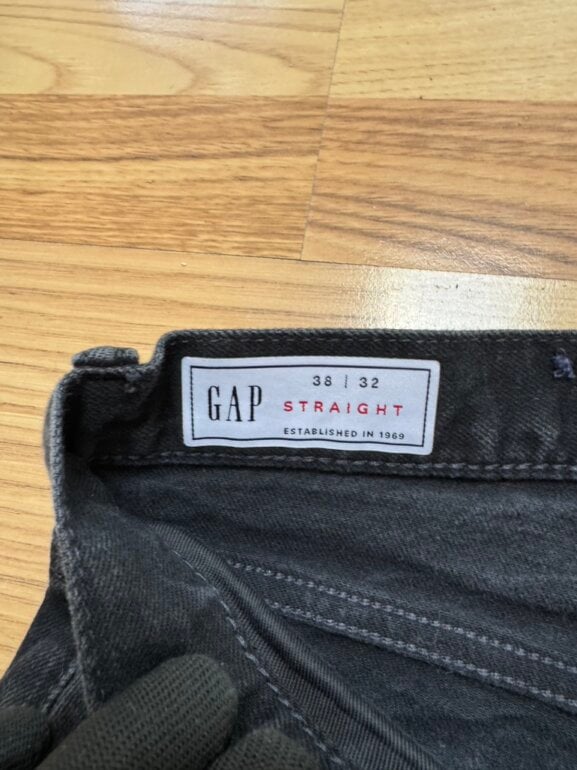 GAP
38 | 32
STRAIGHT
ESTABLISHED IN 1969